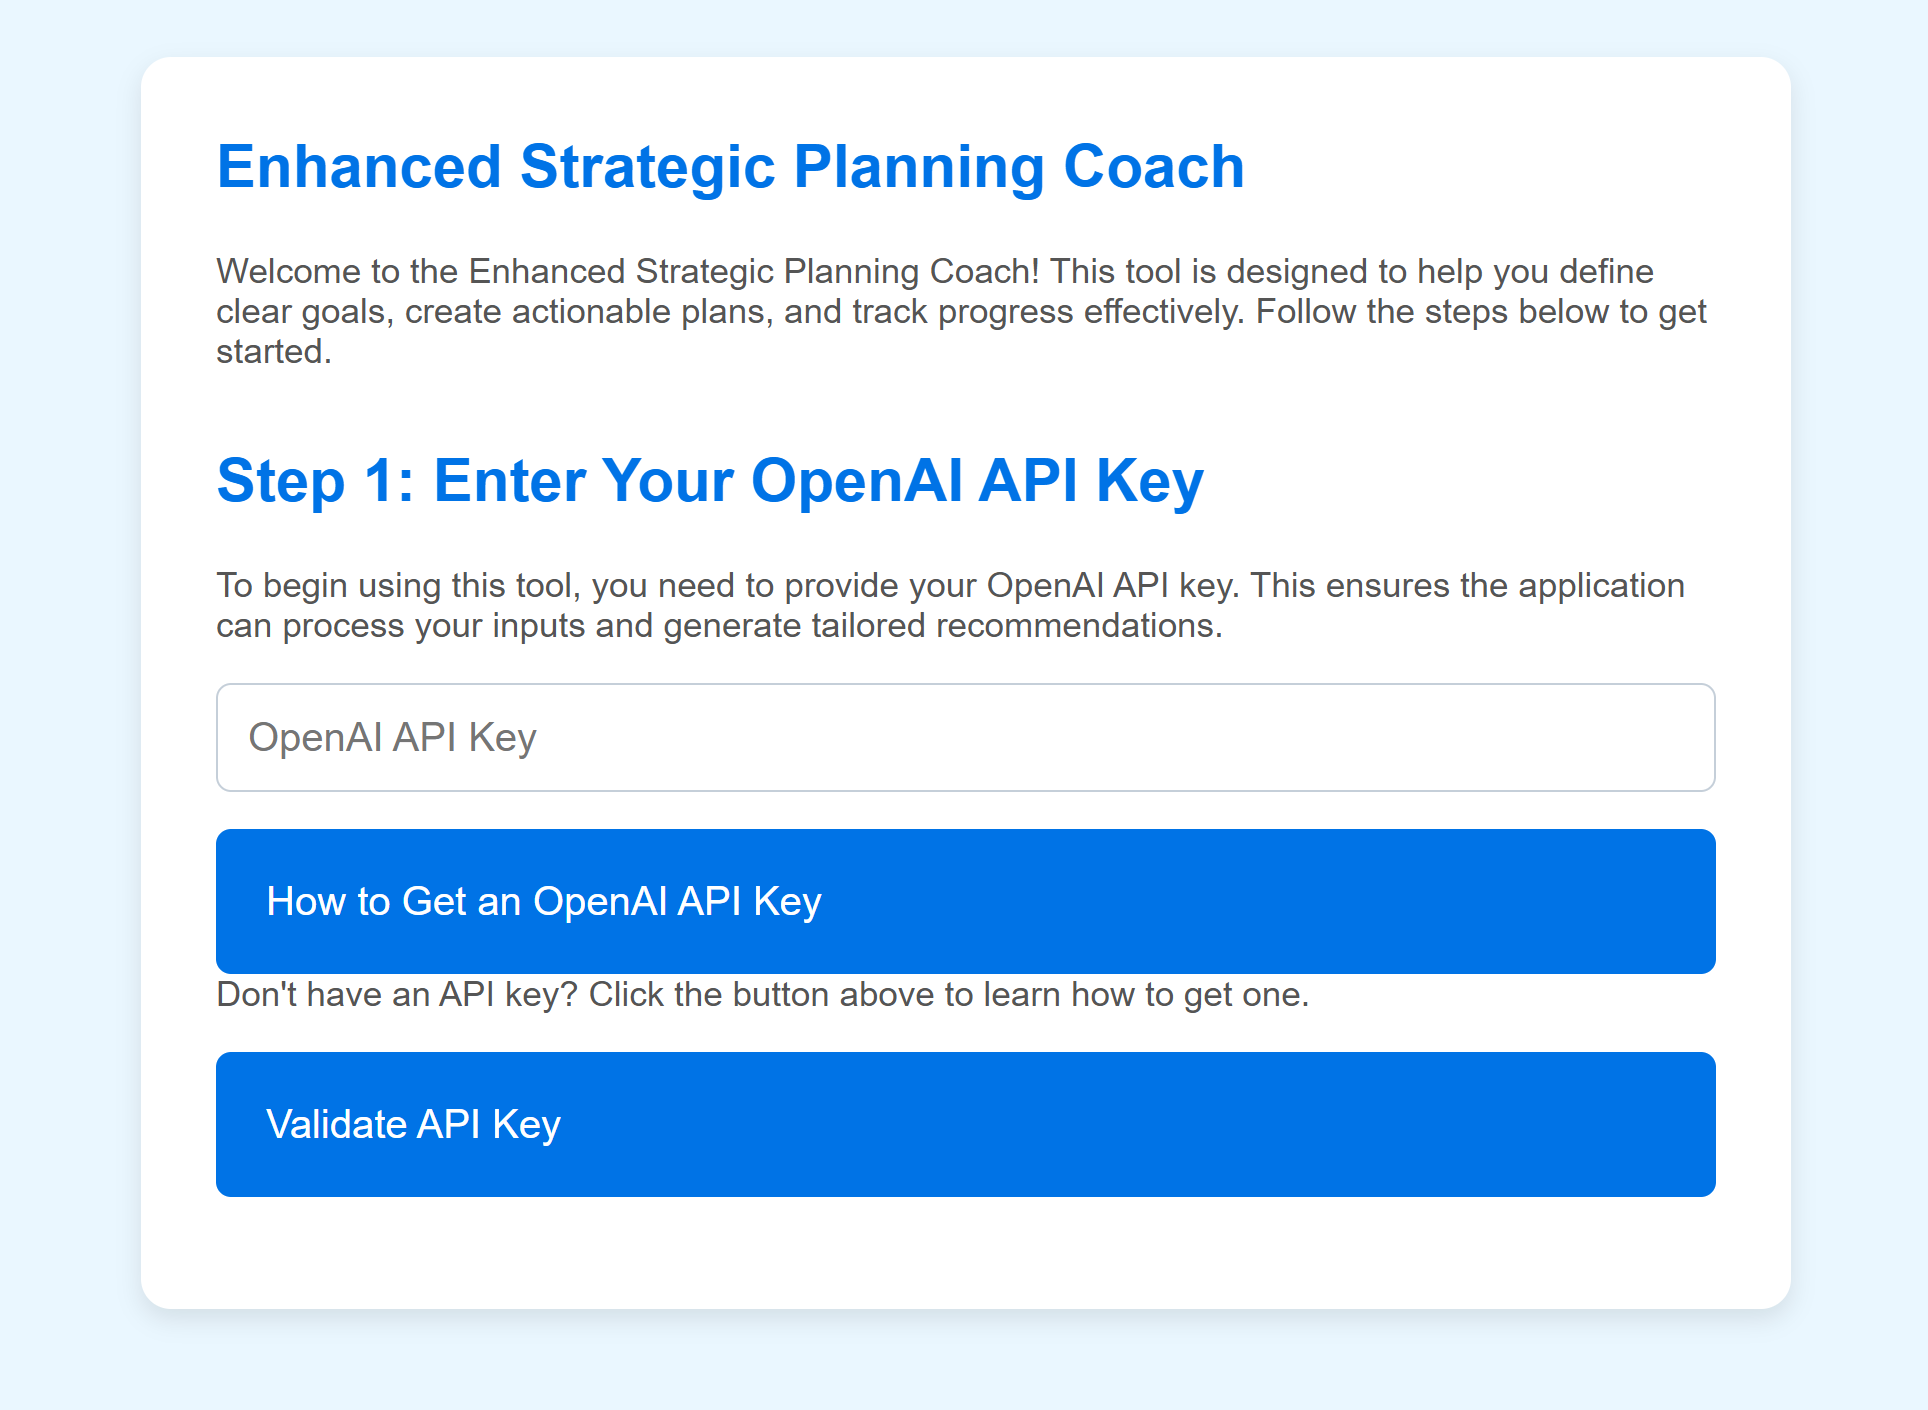 Enhanced Strategic Planning Coach
Welcome to the Enhanced Strategic Planning Coach! This tool is designed to help you define
clear goals, create actionable plans, and track progress effectively. Follow the steps below to get
started.
Step 1: Enter Your OpenAI API Key
To begin using this tool, you need to provide your OpenAI API key. This ensures the application
can process your inputs and generate tailored recommendations.
OpenAI API Key
How to Get an OpenAI API Key
Don't have an API key? Click the button above to learn how to get one.
Validate API Key